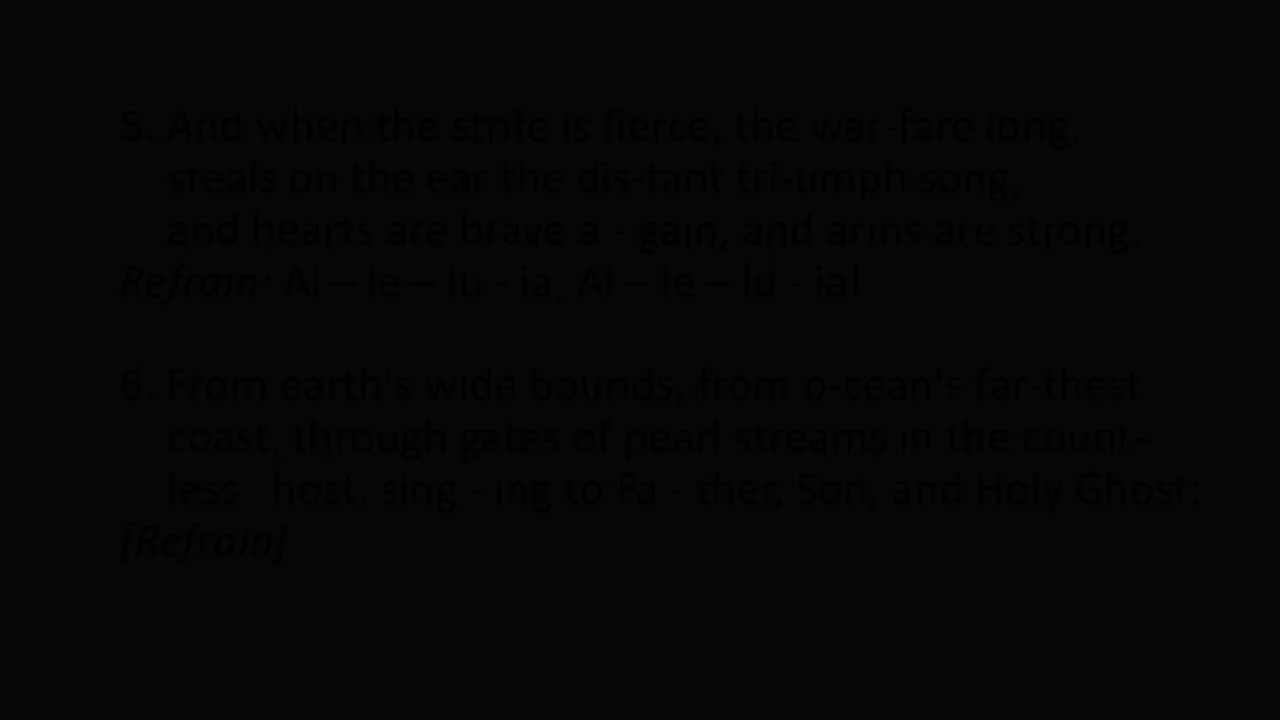 5. And when the strife is fierce, the war-fare long,
steals on the ear the dis-tant tri-umph song,
and hearts are brave a - gain, and arms are strong.
Refrain: Al – le – lu - ia, Al – le – lu - ia!
6. From earth's wide bounds, from o-cean's far-thest
coast, through gates of pearl streams in the count-
less host, sing - ing to Fa - ther, Son, and Holy Ghost:
[Refrain]